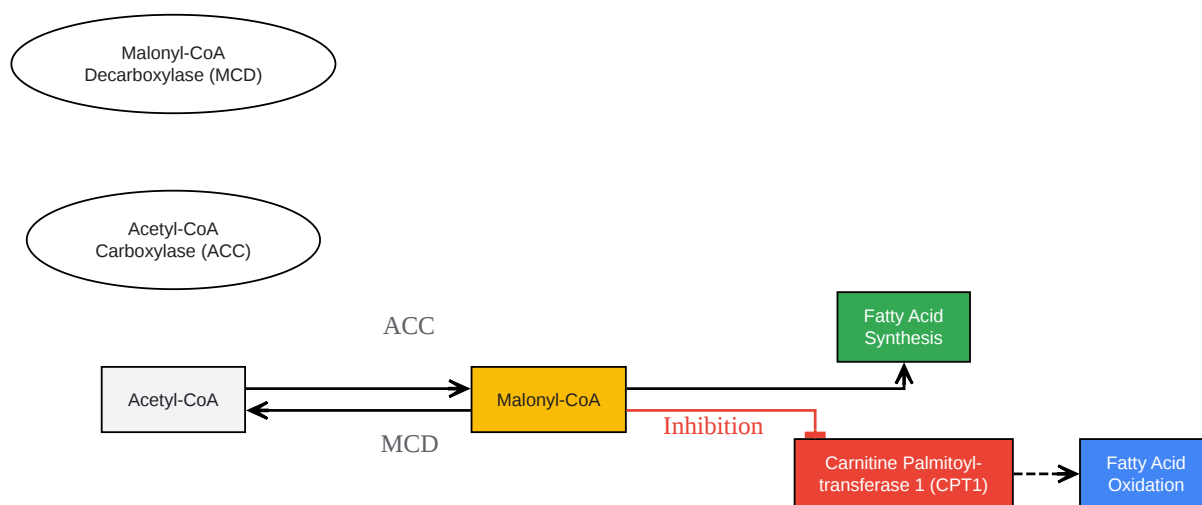 Malonyl-CoA
Decarboxylase (MCD)
Acetyl-CoA
Carboxylase (ACC)
ACC
Fatty Acid
Synthesis
Acetyl-CoA
Malonyl-CoA
MCD
Inhibition
Carnitine Palmitoyl-
transferase 1 (CPT1)
Fatty Acid
Oxidation